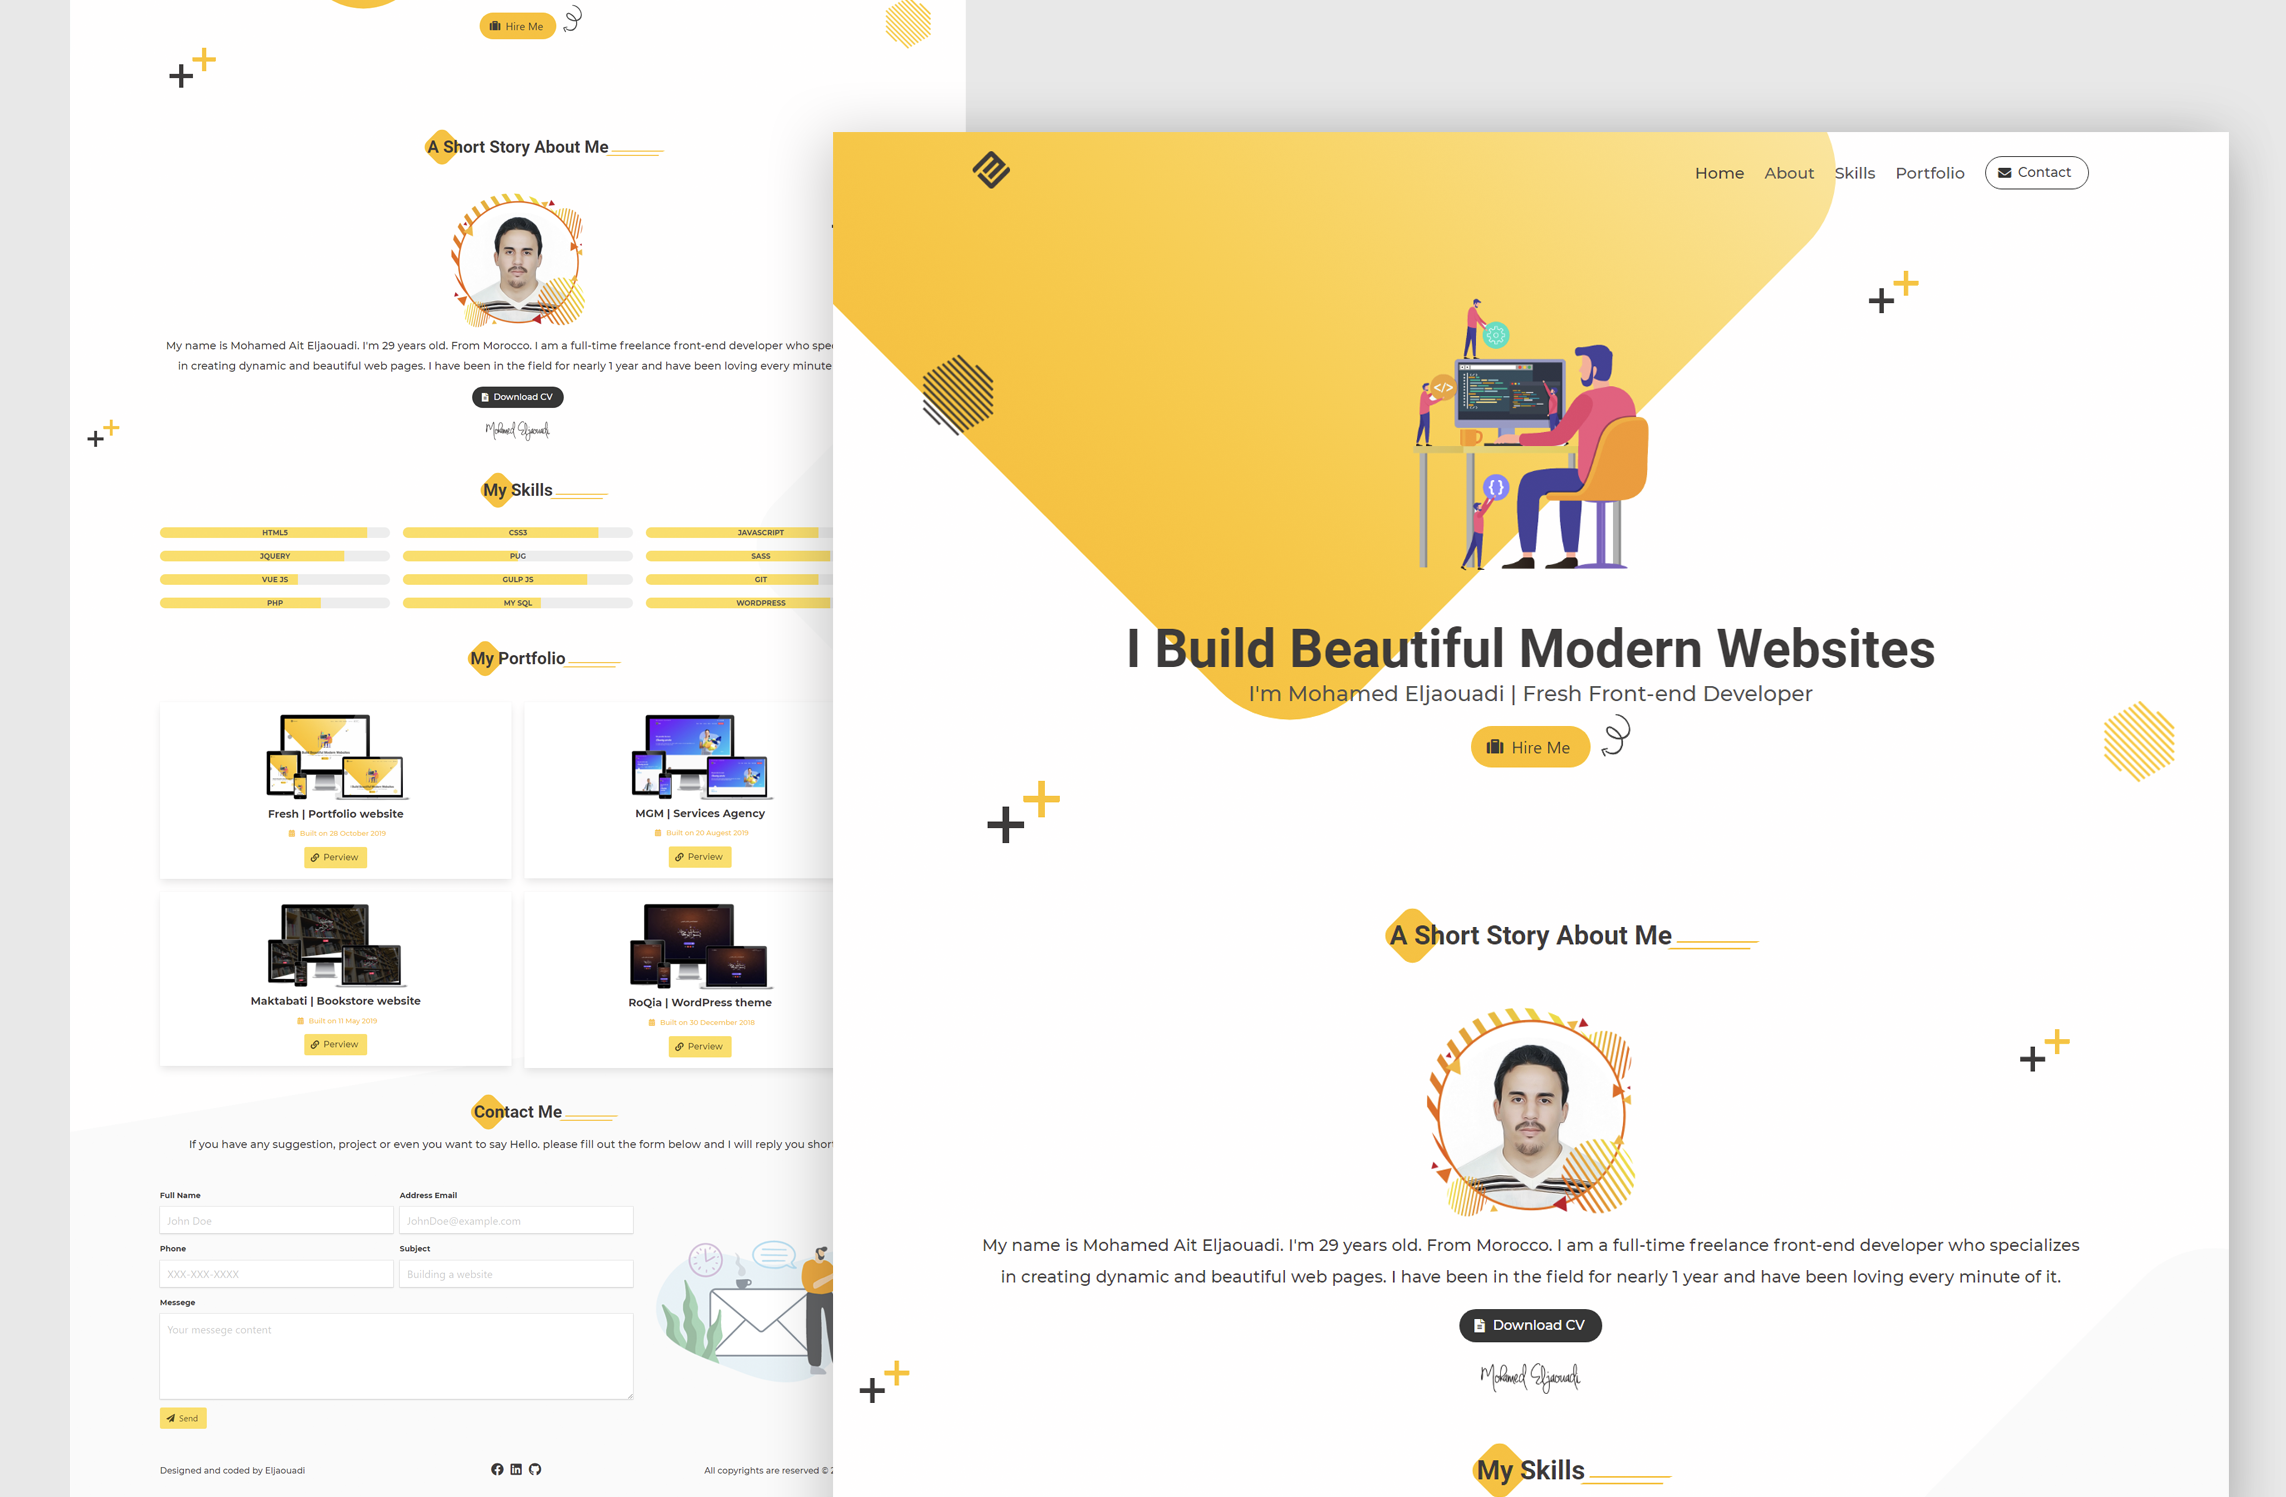 Hire Me
A Short Story About Me
My name is Mohamed Ait Eljaouadi. I'm 29 years old. From Morocco. I am a full-time freelance front-end developer who spec
in creating dynamic and beautiful web pages. I have been in the field for nearly 1 year and have been loving every minute
Download CV
Mohamed Eljaouadi
My Skills
HTML5 CSS3 JAVASCRIPT
JQUERY PUG SASS
VUE JS GULP JS GIT
PHP MY SQL WORDPRESS
My Portfolio
Fresh | Portfolio website
Built on 28 October 2019
Perview
MGM | Services Agency
Built on 20 Augest 2019
Perview
Maktabati | Bookstore website
Built on 11 May 2019
Perview
RoQia | WordPress theme
Built on 30 December 2018
Perview
Contact Me
If you have any suggestion, project or even you want to say Hello. please fill out the form below and I will reply you shor
Full Name
John Doe
Address Email
JohnDoe@example.com
Phone
XXX-XXX-XXXX
Subject
Building a website
Messege
Your messege content
Send
Designed and coded by Eljaouadi
All copyrights are reserved ©
Home About Skills Portfolio Contact
</>
{}
I Build Beautiful Modern Websites
I'm Mohamed Eljaouadi | Fresh Front-end Developer
Hire Me
A Short Story About Me
My name is Mohamed Ait Eljaouadi. I'm 29 years old. From Morocco. I am a full-time freelance front-end developer who specializes
in creating dynamic and beautiful web pages. I have been in the field for nearly 1 year and have been loving every minute of it.
Download CV
Mohamed Eljaouadi
My Skills